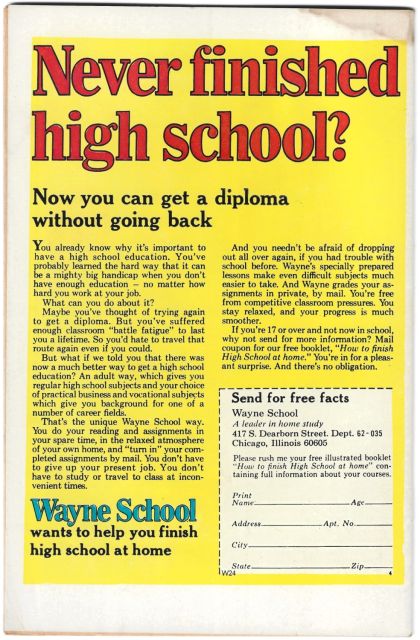 Never finished
high school?
Now you can get a diploma
without going back
You already know why it's important to
have a high school education. You've
probably learned the hard way that it can
be a mighty big handicap when you don't
have enough education – no matter how
hard you work at your job.
What can you do about it?
Maybe you've thought of trying again
to get a diploma. But you've suffered
enough classroom "battle fatigue" to last
you a lifetime. So you'd hate to travel that
route again even if you could.
But what if we told you that there was
now a much better way to get a high school
education? An adult way, which gives you
regular high school subjects and your choice
of practical business and vocational subjects
which give you background for one of a
number of career fields.
That's the unique Wayne School way.
You do your reading and assignments in
your spare time, in the relaxed atmosphere
of your own home, and "turn in" your com-
pleted assignments by mail. You don't have
to give up your present job. You don't
have to study or travel to class at incon-
venient times.
Wayne School
wants to help you finish
high school at home
And you needn't be afraid of dropping
out all over again, if you had trouble with
school before. Wayne's specially prepared
lessons make even difficult subjects much
easier to take. And Wayne grades your as-
signments in private, by mail. You're free
from competitive classroom pressures. You
stay relaxed, and your progress is much
smoother.
If you're 17 or over and not now in school,
why not send for more information? Mail
coupon for our free booklet, "How to finish
High School at home." You're in for a pleas-
ant surprise. And there's no obligation.
Send for free facts
Wayne School
A leader in home study
417 S. Dearborn Street. Dept. 62-035
Chicago, Illinois 60605
Please rush me your free illustrated booklet
"How to finish High School at home" con-
taining full information about your courses.
Print
Name Age
Address Apt. No.
City
State Zip
W24 4